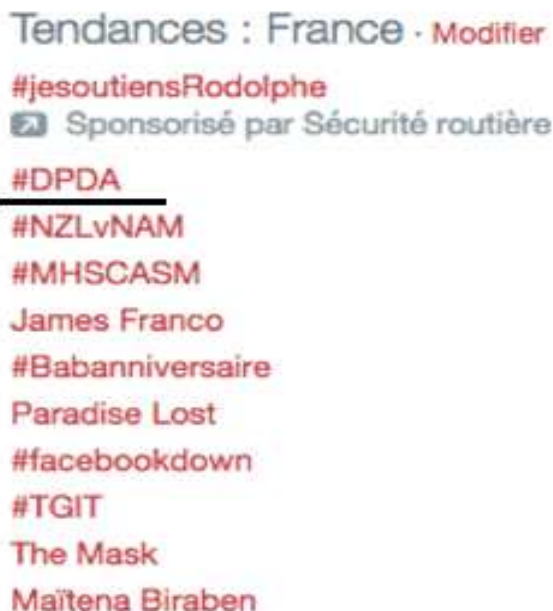 Tendances : France · Modifier
#jesoutiensRodolphe
Sponsorisé par Sécurité routière
#DPDA
#NZLvNAM
#MHSCASM
James Franco
#Babanniversaire
Paradise Lost
#facebookdown
#TGIT
The Mask
Maïtena Biraben